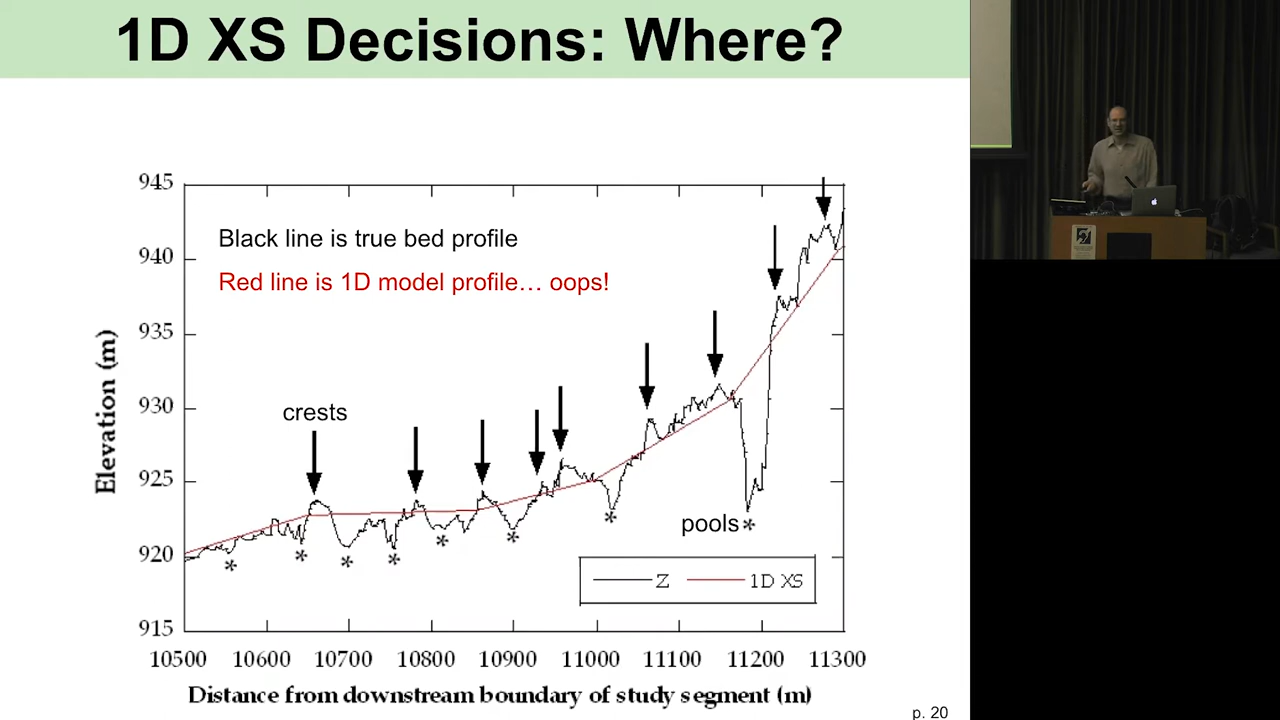 1D XS Decisions: Where?
945
Black line is true bed profile
940
Red line is 1D model profile... oops!
935
930
crests
925
pools
920
Z
1D XS
915
Elevation (m)
10500 10600 10700 10800 10900 11000 11100 11200 11300
Distance from downstream boundary of study segment (m)
p. 20